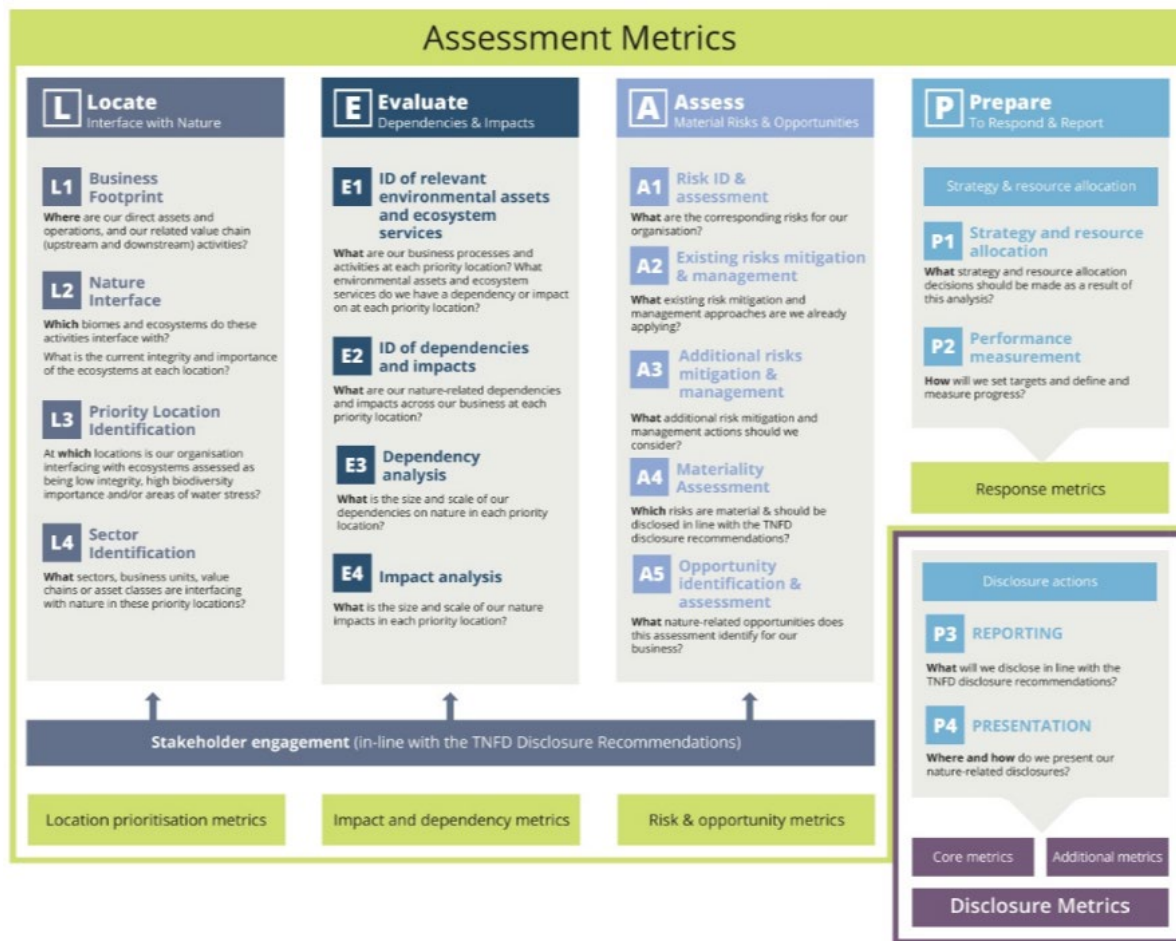 Assessment Metrics
L Locate
Interface with Nature
L1 Business
Footprint
Where are our direct assets and
operations, and our related value chain
(upstream and downstream) activities?
L2 Nature
Interface
Which biomes and ecosystems do these
activities interface with?
What is the current integrity and importance
of the ecosystems at each location?
L3 Priority Location
Identification
At which locations is our organisation
interfacing with ecosystems assessed as
being low integrity, high biodiversity
importance and/or areas of water stress?
L4 Sector
Identification
What sectors, business units, value
chains or asset classes are interfacing
with nature in these priority locations?
E Evaluate
Dependencies & Impacts
E1 ID of relevant
environmental assets
and ecosystem
services
What are our business processes and
activities at each priority location? What
environmental assets and ecosystem
services do we have a dependency or impact
on at each priority location?
E2 ID of dependencies
and impacts
What are our nature-related dependencies
and impacts across our business at each
priority location?
E3 Dependency
analysis
What is the size and scale of our
dependencies on nature in each priority
location?
E4 Impact analysis
What is the size and scale of our nature
impacts in each priority location?
A Assess
Material Risks & Opportunities
A1 Risk ID &
assessment
What are the corresponding risks for our
organisation?
A2 Existing risks mitigation
& management
What existing risk mitigation and
management approaches are we already
applying?
A3 Additional risks
mitigation &
management
What additional risk mitigation and
management actions should we
consider?
A4 Materiality
Assessment
Which risks are material & should be
disclosed in line with the TNFD
disclosure recommendations?
A5 Opportunity
identification &
assessment
What nature-related opportunities does
this assessment identify for our
business?
P Prepare
To Respond & Report
Strategy & resource allocation
P1 Strategy and resource
allocation
What strategy and resource allocation
decisions should be made as a result of
this analysis?
P2 Performance
measurement
How will we set targets and define and
measure progress?
Response metrics
Disclosure actions
P3 REPORTING
What will we disclose in line with the
TNFD disclosure recommendations?
P4 PRESENTATION
Where and how do we present our
nature-related disclosures?
Core metrics
Additional metrics
Disclosure Metrics
Stakeholder engagement (in-line with the TNFD Disclosure Recommendations)
Location prioritisation metrics
Impact and dependency metrics
Risk & opportunity metrics